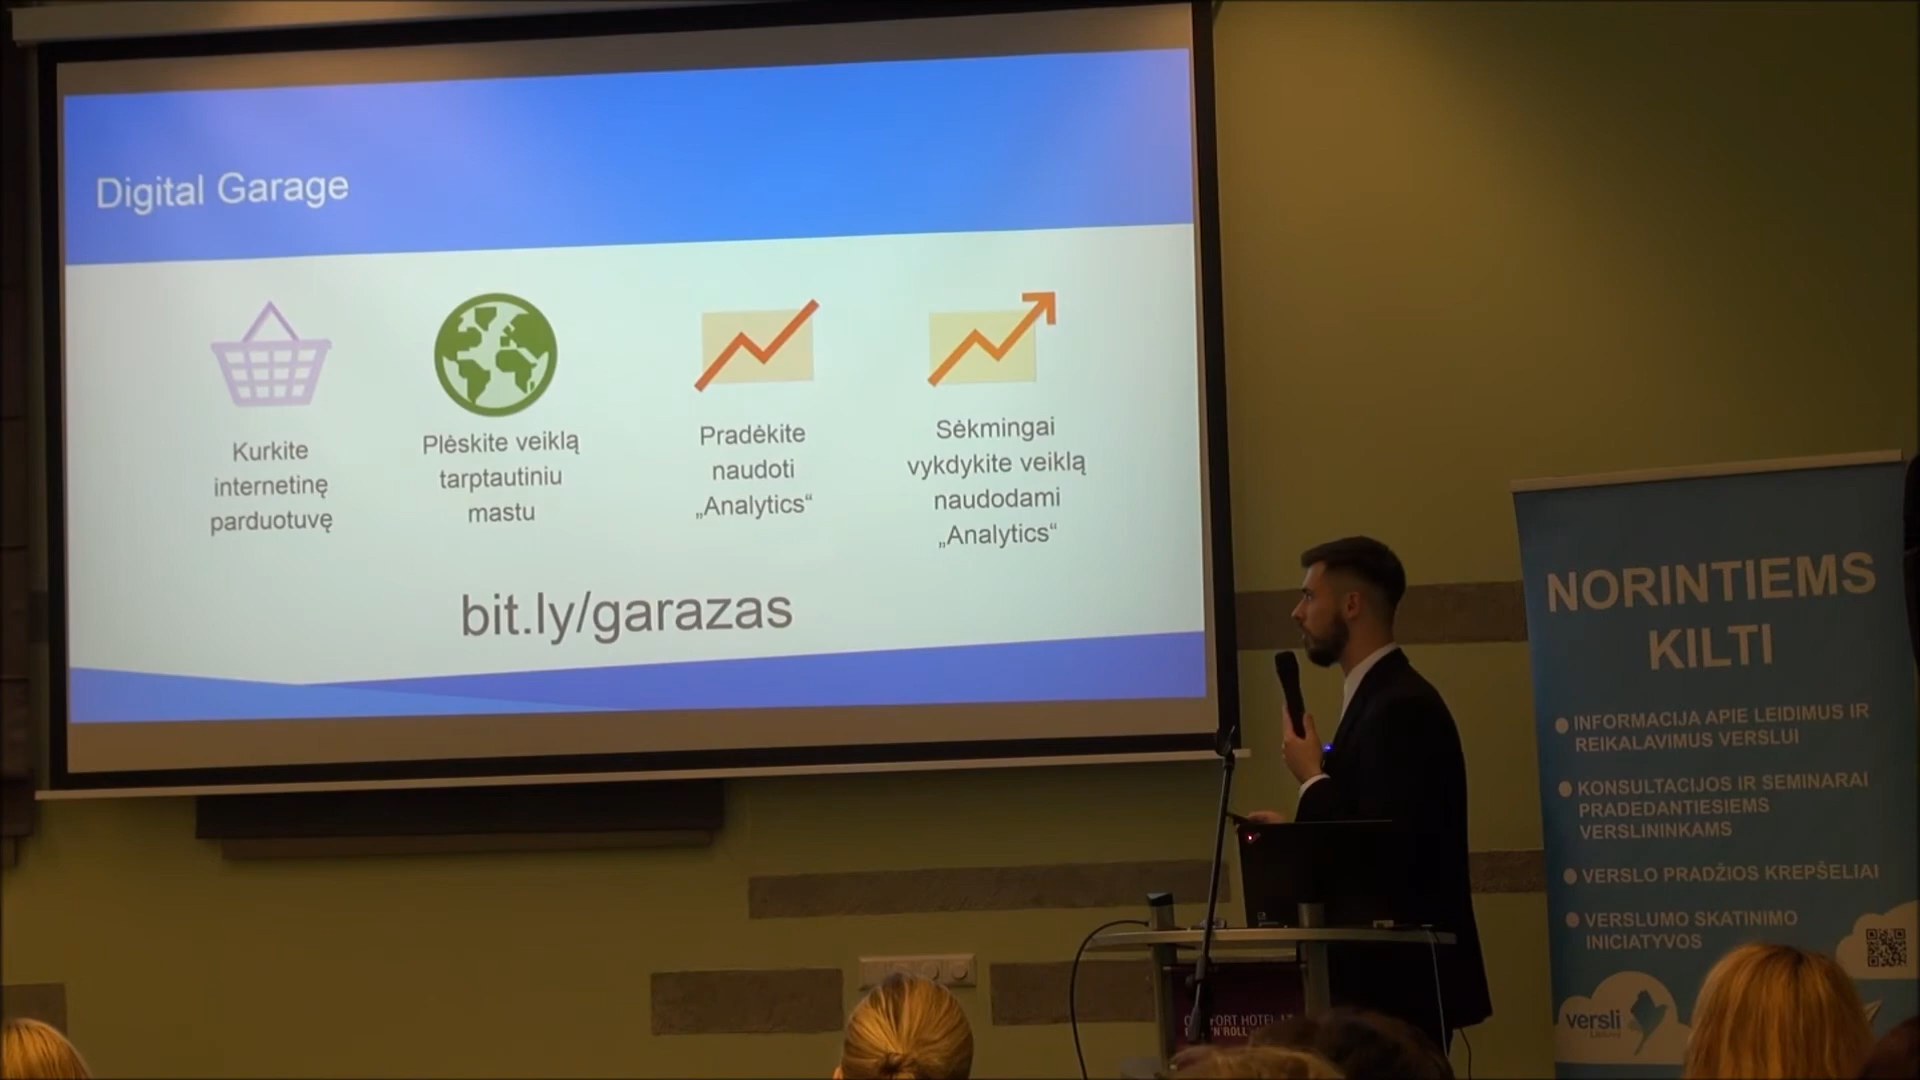 Digital Garage
Kurkite
internetinę
parduotuvę
Plėskite veiklą
tarptautiniu
mastu
Pradėkite
naudoti
„Analytics“
Sėkmingai
vykdykite veiklą
naudodami
„Analytics“
bit.ly/garazas
NORINTIEMS
KILTI
INFORMACIJA APIE LEIDIMUS IR
REIKALAVIMUS VERSLUI
KONSULTACIJOS IR SEMINARAI
PRADEDANTIESIEMS
VERSLININKAMS
VERSLO PRADŽIOS KREPŠELIAI
VERSLUMO SKATINIMO
INICIATYVOS
versli
Lietuva
HOTEL